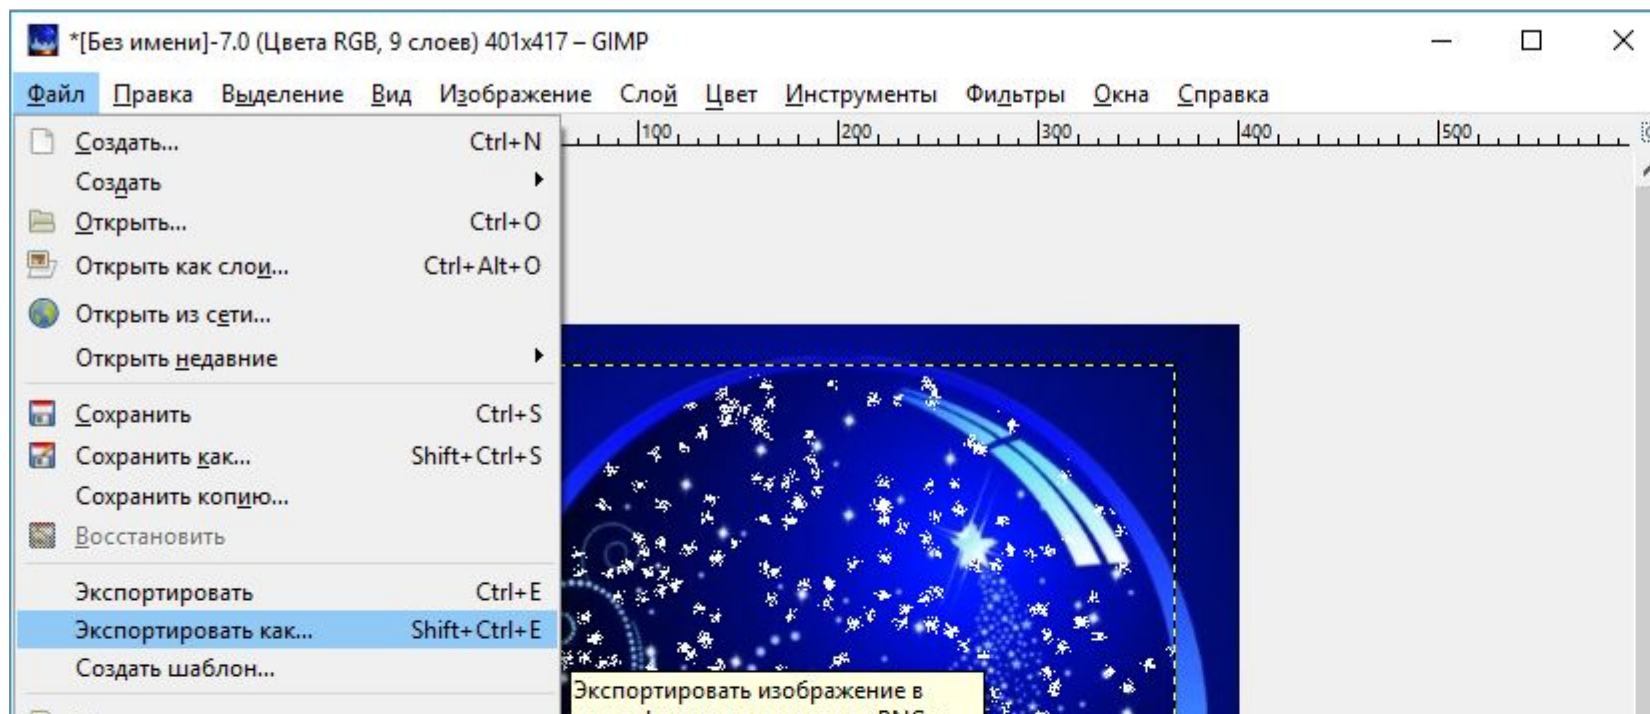 *[Без имени]-7.0 (Цвета RGB, 9 слоев) 401x417 – GIMP
Файл Правка Выделение Вид Изображение Слой Цвет Инструменты Фильтры Окна Справка
100 200 300 400 500
Создать... Ctrl+N
Создать
Открыть... Ctrl+O
Открыть как слои... Ctrl+Alt+O
Открыть из сети...
Открыть недавние
Сохранить Ctrl+S
Сохранить как... Shift+Ctrl+S
Сохранить копию...
Восстановить
Экспортировать Ctrl+E
Экспортировать как... Shift+Ctrl+E
Создать шаблон...
Экспортировать изображение в